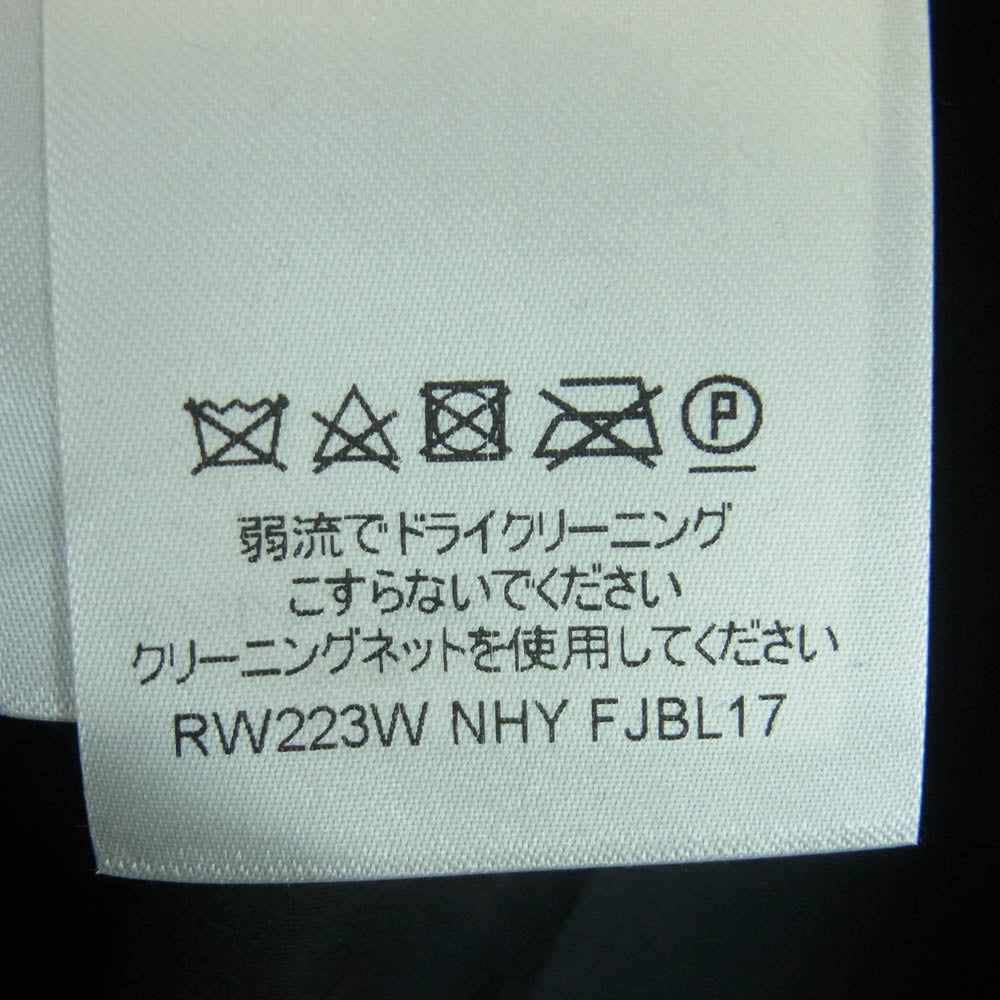 P
弱流でドライクリーニング
こすらないでください
クリーニングネットを使用してください
RW223W NHY FJBL17